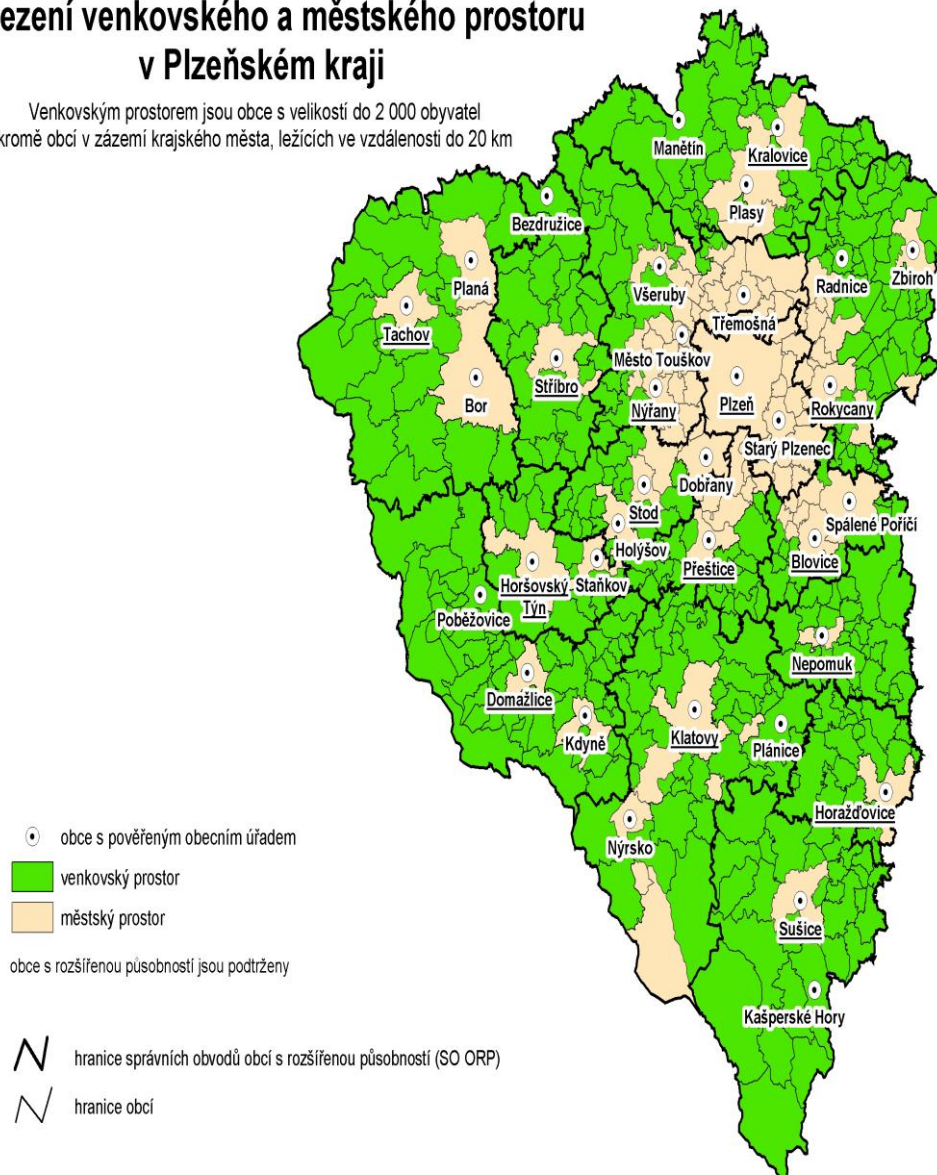 ezení venkovského a městského prostoru
v Plzeňském kraji
Venkovským prostorem jsou obce s velikostí do 2 000 obyvatel
kromě obcí v zázemí krajského města, ležících ve vzdálenosti do 20 km
Manětín
Kralovice
Plasy
Bezdružice
Planá
Všeruby
Radnice
Zbiroh
Třemošná
Tachov
Město Touškov
Stříbro
Bor
Nýřany
Plzeň
Rokycany
Starý Plzenec
Dobřany
Stod
Spálené Poříčí
Holýšov
Přeštice
Blovice
Horšovský
Týn
Staňkov
Poběžovice
Nepomuk
Domažlice
Kdyně
Klatovy
Plánice
Horažďovice
Nýrsko
Sušice
Kašperské Hory
obce s pověřeným obecním úřadem
venkovský prostor
městský prostor
obce s rozšířenou působností jsou podtrženy
hranice správních obvodů obcí s rozšířenou působností (SO ORP)
hranice obcí